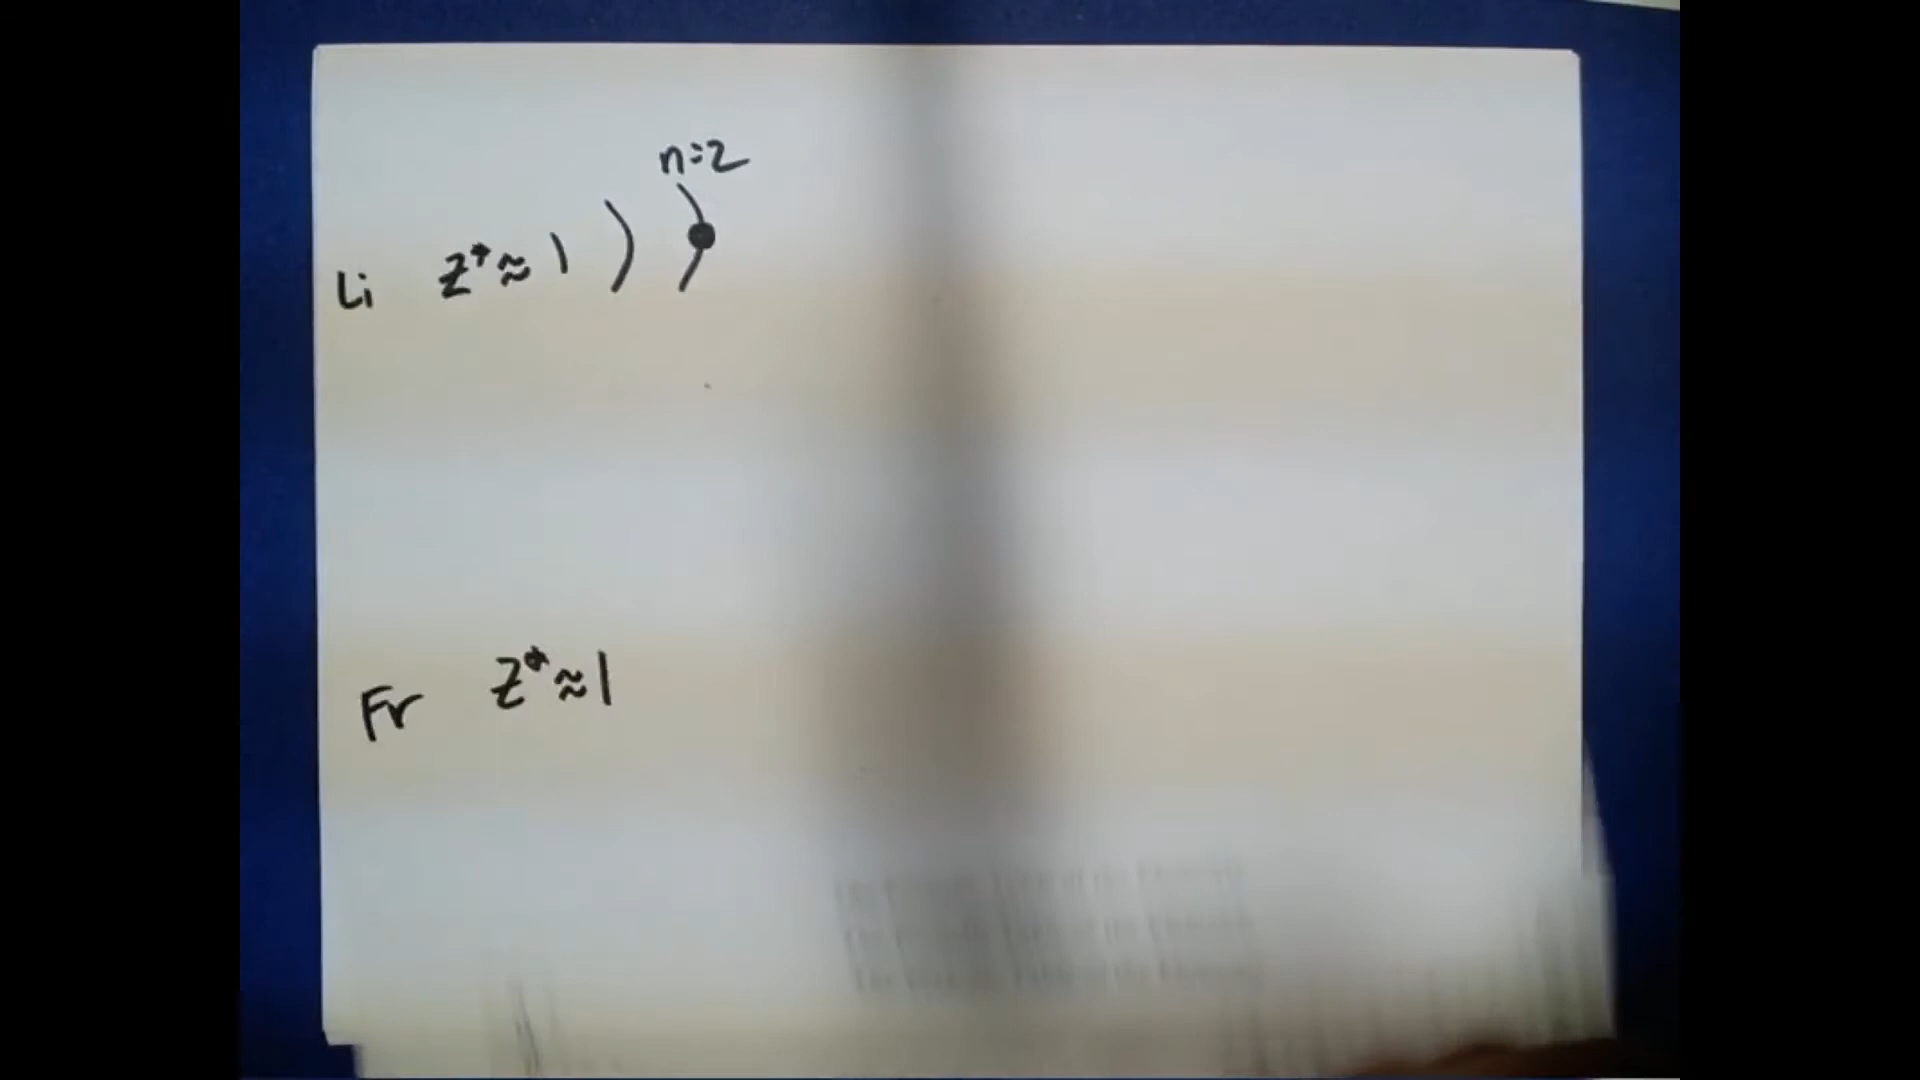 n=2
Li Z* ≈ 1
Fr Z* ≈ 1